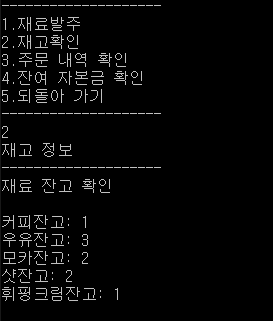 --------------------
1.재료발주
2.재고확인
3.주문 내역 확인
4.잔여 자본금 확인
5.되돌아 가기
--------------------
2
재고 정보
--------------------
재료 잔고 확인
커피잔고: 1
우유잔고: 3
모카잔고: 2
샷잔고: 2
휘핑크림잔고: 1